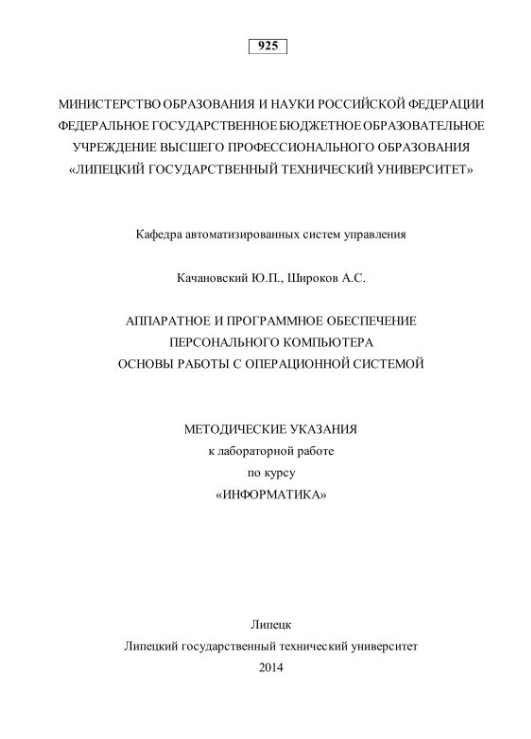 925
МИНИСТЕРСТВО ОБРАЗОВАНИЯ И НАУКИ РОССИЙСКОЙ ФЕДЕРАЦИИ
ФЕДЕРАЛЬНОЕ ГОСУДАРСТВЕННОЕ БЮДЖЕТНОЕ ОБРАЗОВАТЕЛЬНОЕ
УЧРЕЖДЕНИЕ ВЫСШЕГО ПРОФЕССИОНАЛЬНОГО ОБРАЗОВАНИЯ
«ЛИПЕЦКИЙ ГОСУДАРСТВЕННЫЙ ТЕХНИЧЕСКИЙ УНИВЕРСИТЕТ»
Кафедра автоматизированных систем управления
Качановский Ю.П., Широков А.С.
АППАРАТНОЕ И ПРОГРАММНОЕ ОБЕСПЕЧЕНИЕ
ПЕРСОНАЛЬНОГО КОМПЬЮТЕРА
ОСНОВЫ РАБОТЫ С ОПЕРАЦИОННОЙ СИСТЕМОЙ
МЕТОДИЧЕСКИЕ УКАЗАНИЯ
к лабораторной работе
по курсу
«ИНФОРМАТИКА»
Липецк
Липецкий государственный технический университет
2014